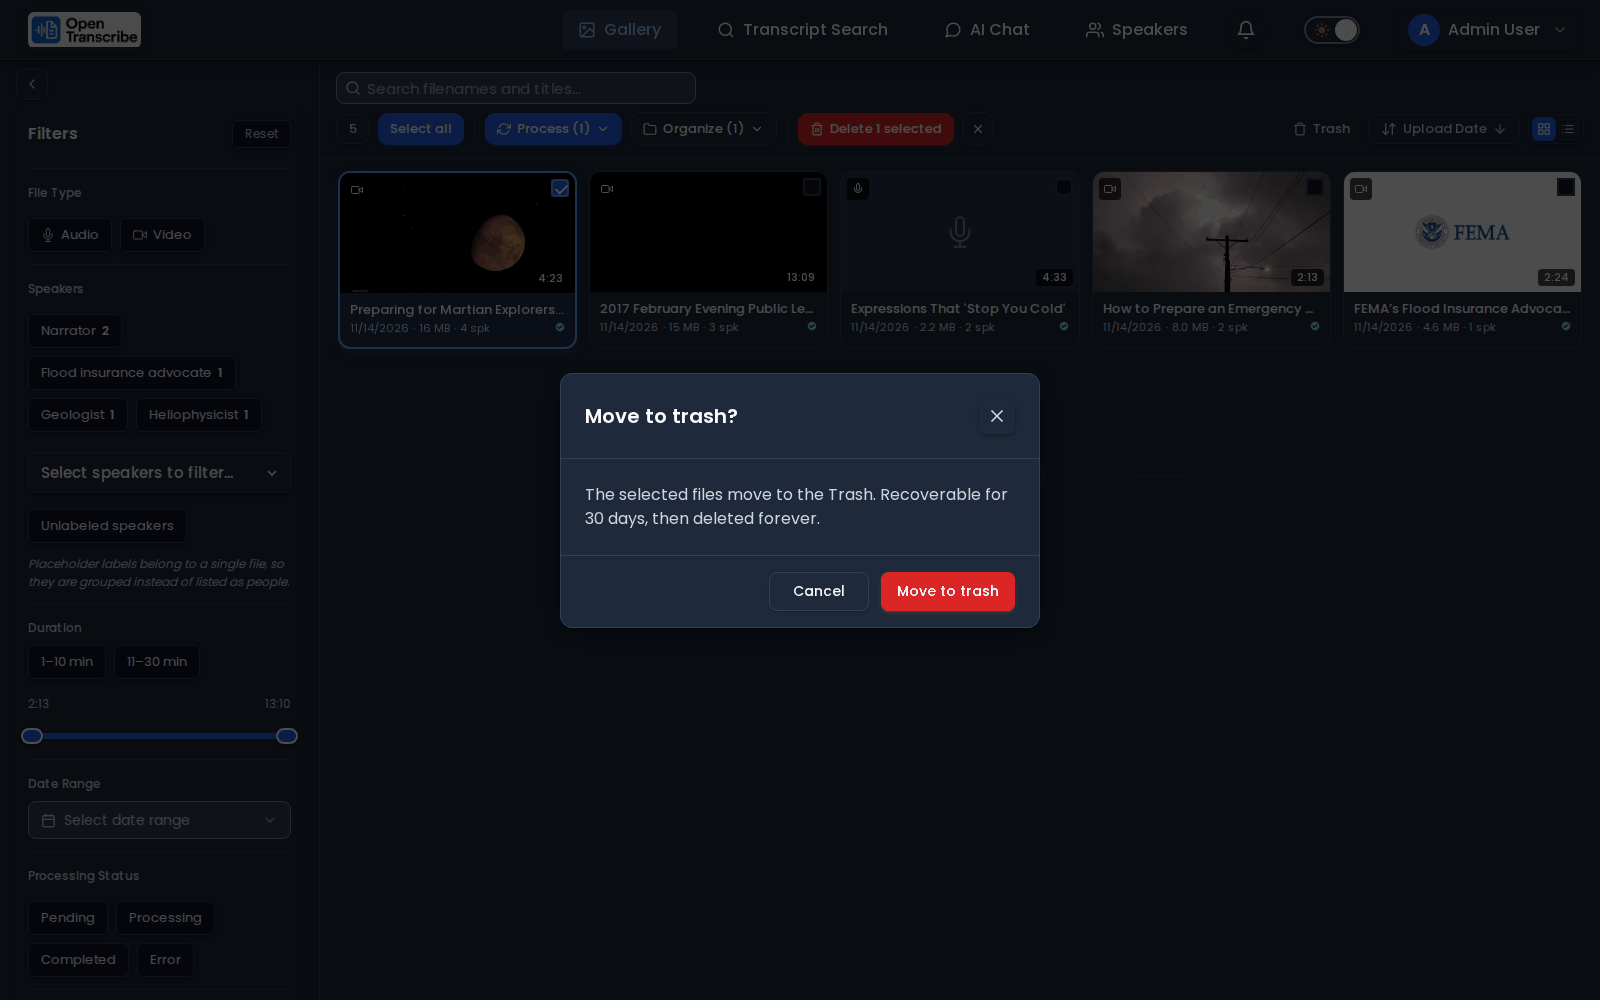 Open
Transcribe
Gallery
Transcript Search
AI Chat
Speakers
A
Admin User
Search filenames and titles...
5
Select all
Process (1)
Organize (1)
Delete 1 selected
Trash
Upload Date
Filters
Reset
File Type
Audio
Video
Speakers
Narrator 2
Flood insurance advocate 1
Geologist 1
Heliophysicist 1
Select speakers to filter...
Unlabeled speakers
Placeholder labels belong to a single file, so
they are grouped instead of listed as people.
Duration
1–10 min
11–30 min
2:13
13:10
Date Range
Select date range
Processing Status
Pending
Processing
Completed
Error
4:23
Preparing for Martian Explorers...
11/14/2026 · 16 MB · 4 spk
13:09
2017 February Evening Public Le...
11/14/2026 · 15 MB · 3 spk
4:33
Expressions That 'Stop You Cold'
11/14/2026 · 2.2 MB · 2 spk
2:13
How to Prepare an Emergency ...
11/14/2026 · 8.0 MB · 2 spk
FEMA
2:24
FEMA's Flood Insurance Advoca...
11/14/2026 · 4.6 MB · 1 spk
Move to trash?
The selected files move to the Trash. Recoverable for
30 days, then deleted forever.
Cancel
Move to trash